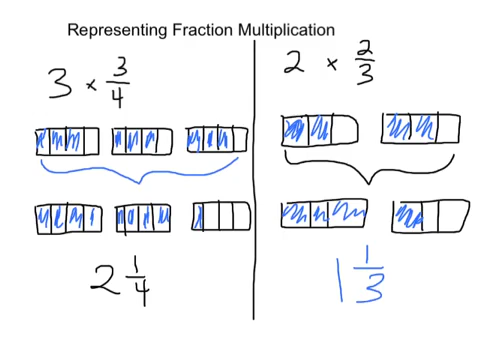 Representing Fraction Multiplication
3 × 3/4
2 1/4
2 × 2/3
1 1/3